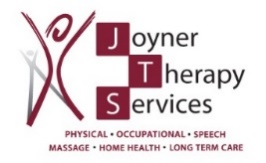 Joyner
Therapy
Services
PHYSICAL • OCCUPATIONAL • SPEECH
MASSAGE • HOME HEALTH • LONG TERM CARE